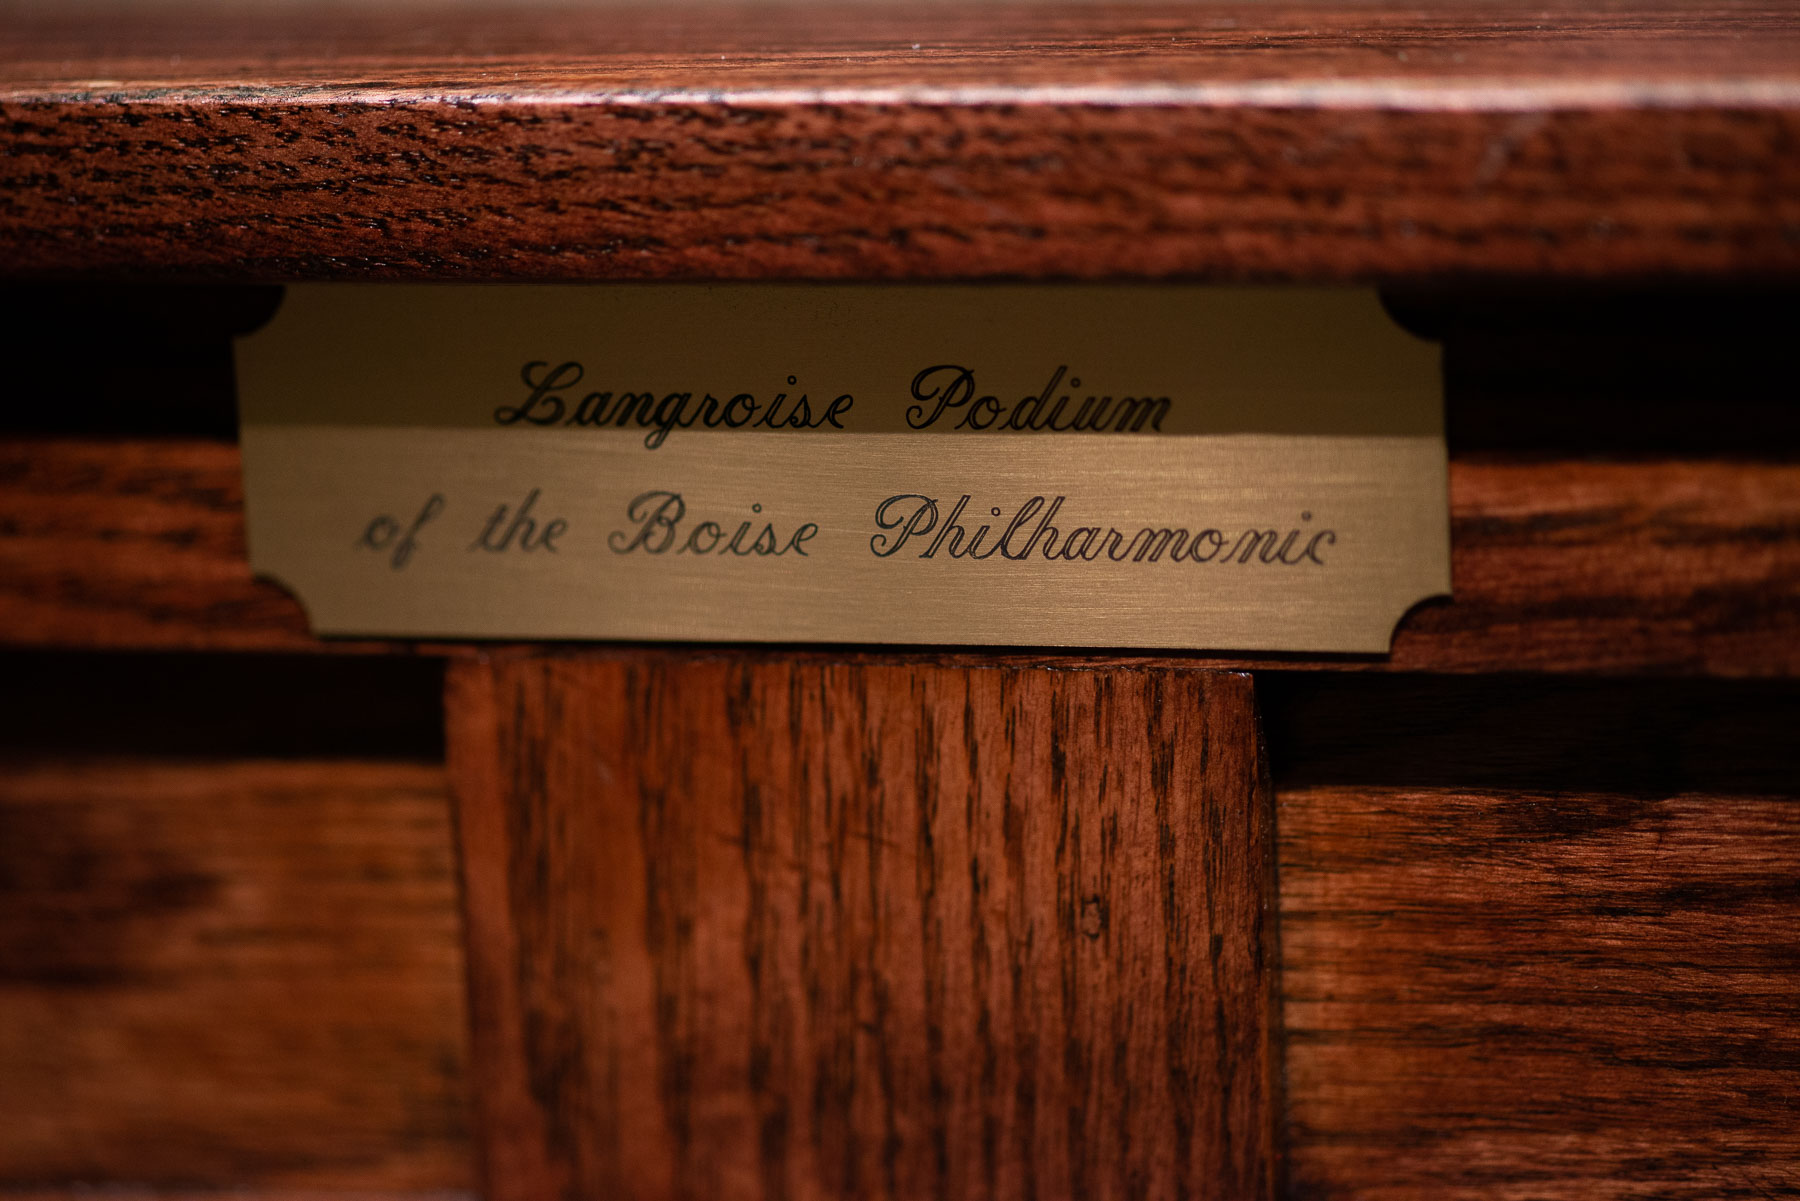 Langroise Podium
of the Boise Philharmonic